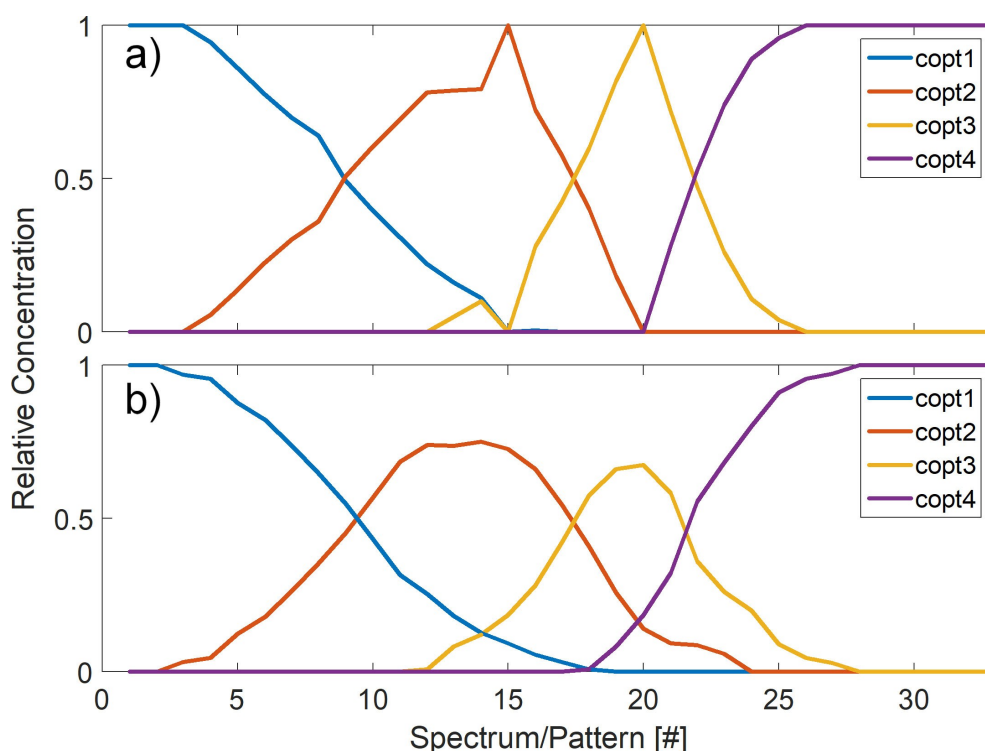 Relative Concentration
1
a)
0.5
0
copt1
copt2
copt3
copt4
1
b)
0.5
0
copt1
copt2
copt3
copt4
0 5 10 15 20 25 30
Spectrum/Pattern [#]